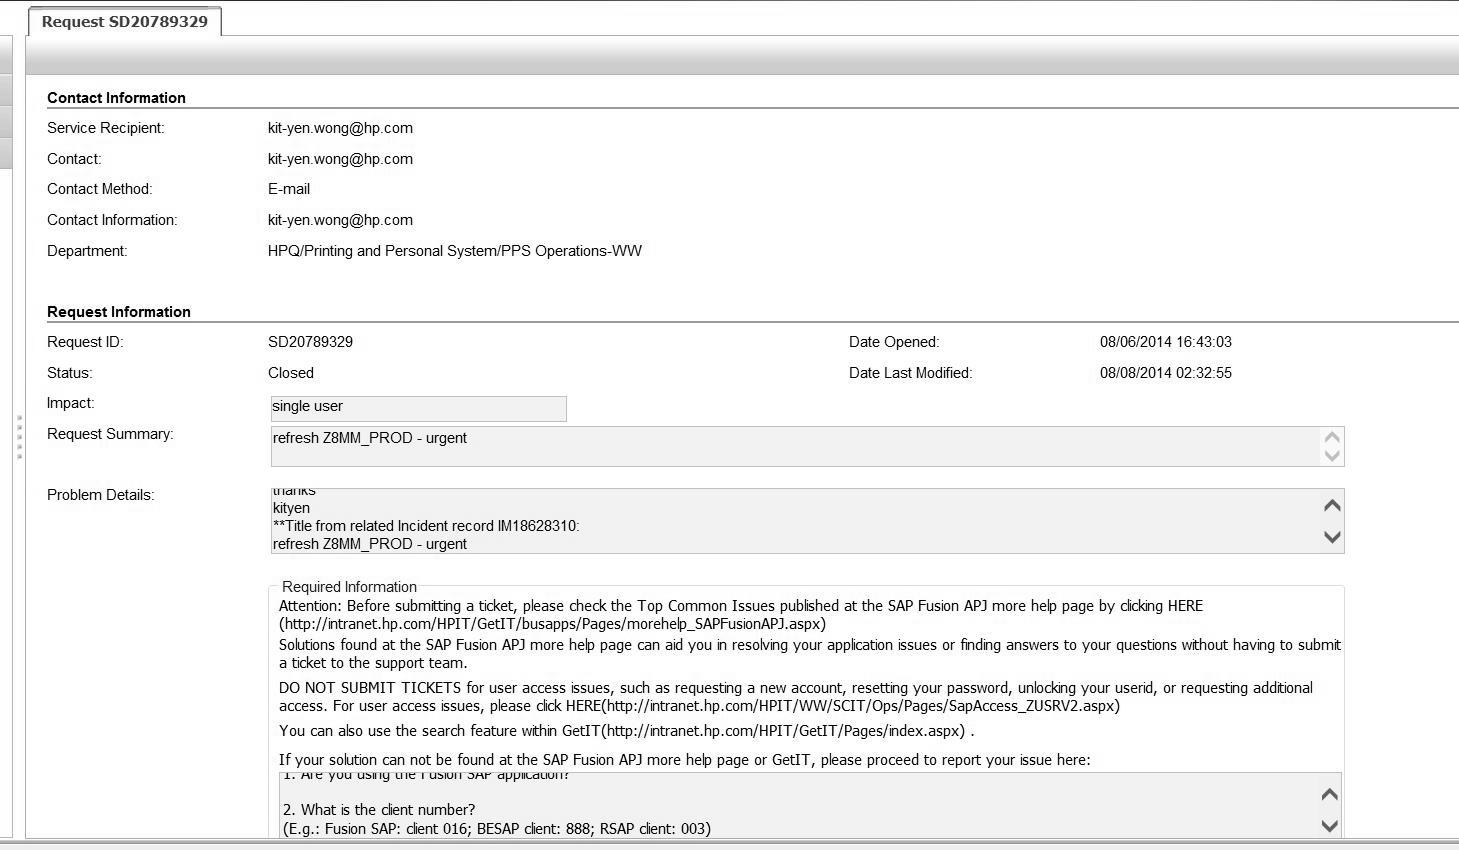 Request SD20789329
Contact Information
Service Recipient: kit-yen.wong@hp.com
Contact: kit-yen.wong@hp.com
Contact Method: E-mail
Contact Information: kit-yen.wong@hp.com
Department: HPQ/Printing and Personal System/PPS Operations-WW
Request Information
Request ID: SD20789329 Date Opened: 08/06/2014 16:43:03
Status: Closed Date Last Modified: 08/08/2014 02:32:55
Impact: single user
Request Summary: refresh Z8MM_PROD - urgent
Problem Details: thanks
kityen
**Title from related Incident record IM18628310:
refresh Z8MM_PROD - urgent
Required Information
Attention: Before submitting a ticket, please check the Top Common Issues published at the SAP Fusion APJ more help page by clicking HERE
(http://intranet.hp.com/HPIT/GetIT/busapps/Pages/morehelp_SAPFusionAPJ.aspx)
Solutions found at the SAP Fusion APJ more help page can aid you in resolving your application issues or finding answers to your questions without having to submit
a ticket to the support team.
DO NOT SUBMIT TICKETS for user access issues, such as requesting a new account, resetting your password, unlocking your userid, or requesting additional
access. For user access issues, please click HERE(http://intranet.hp.com/HPIT/WW/SCIT/Ops/Pages/SapAccess_ZUSRV2.aspx)
You can also use the search feature within GetIT(http://intranet.hp.com/HPIT/GetIT/Pages/index.aspx) .
If your solution can not be found at the SAP Fusion APJ more help page or GetIT, please proceed to report your issue here:
1. Are you using the Fusion SAP application?
2. What is the client number?
(E.g.: Fusion SAP: client 016; BESAP client: 888; RSAP client: 003)